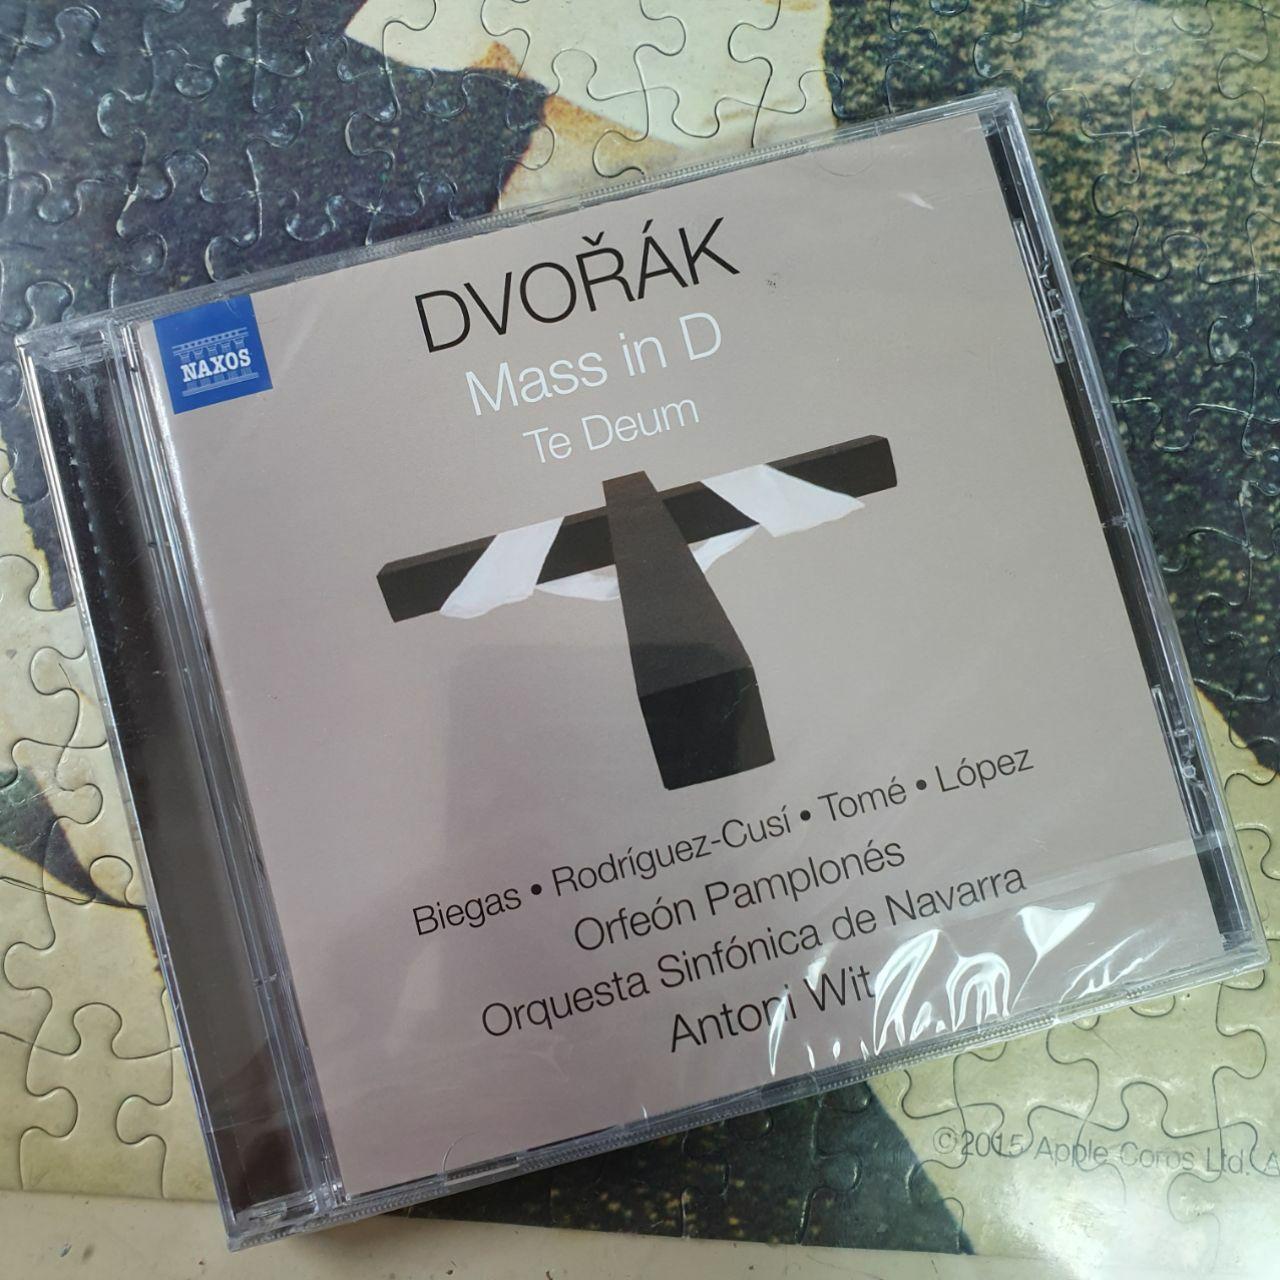 DVOŘÁK
Mass in D
Te Deum
NAXOS
Biegas • Rodríguez-Cusí • Tomé • López
Orfeón Pamplonés
Orquesta Sinfónica de Navarra
Antoni Wit
©2015 Apple Corps Ltd. A